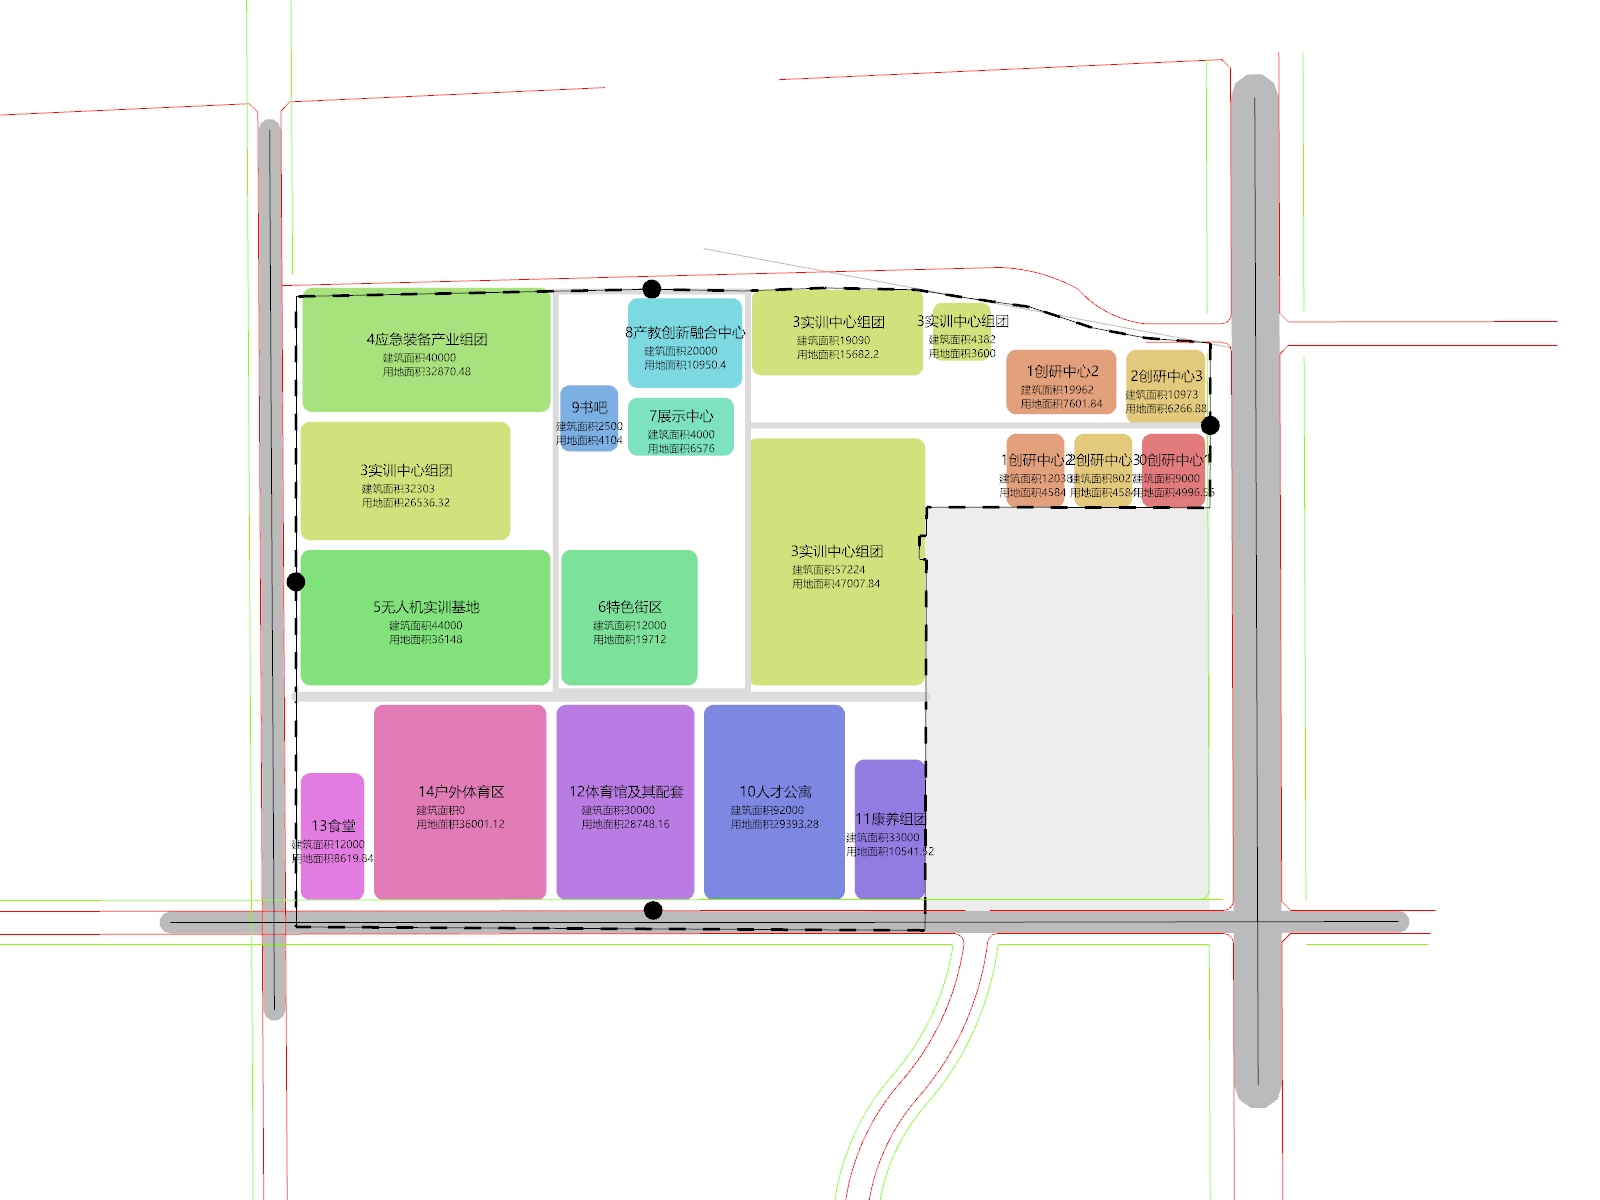 4应急装备产业组团
建筑面积40000
用地面积32870.48
8产教创新融合中心
建筑面积20000
用地面积10950.4
3实训中心组团
建筑面积19090
用地面积15682.2
3实训中心组团
建筑面积4382
用地面积3600
1创研中心2
建筑面积19962
用地面积7601.84
2创研中心3
建筑面积10973
用地面积6266.88
9书吧
建筑面积2500
用地面积4104
7展示中心
建筑面积4000
用地面积6576
3实训中心组团
建筑面积32303
用地面积26536.32
1创研中心2
建筑面积12038
用地面积4584
2创研中心3
建筑面积8027
用地面积4584
0创研中心1
建筑面积9000
用地面积4996.56
3实训中心组团
建筑面积57224
用地面积47007.84
5无人机实训基地
建筑面积44000
用地面积36148
6特色街区
建筑面积12000
用地面积19712
13食堂
建筑面积12000
用地面积8619.84
14户外体育区
建筑面积0
用地面积36001.12
12体育馆及其配套
建筑面积30000
用地面积28748.16
10人才公寓
建筑面积92000
用地面积29393.28
11康养组团
建筑面积33000
用地面积10541.52